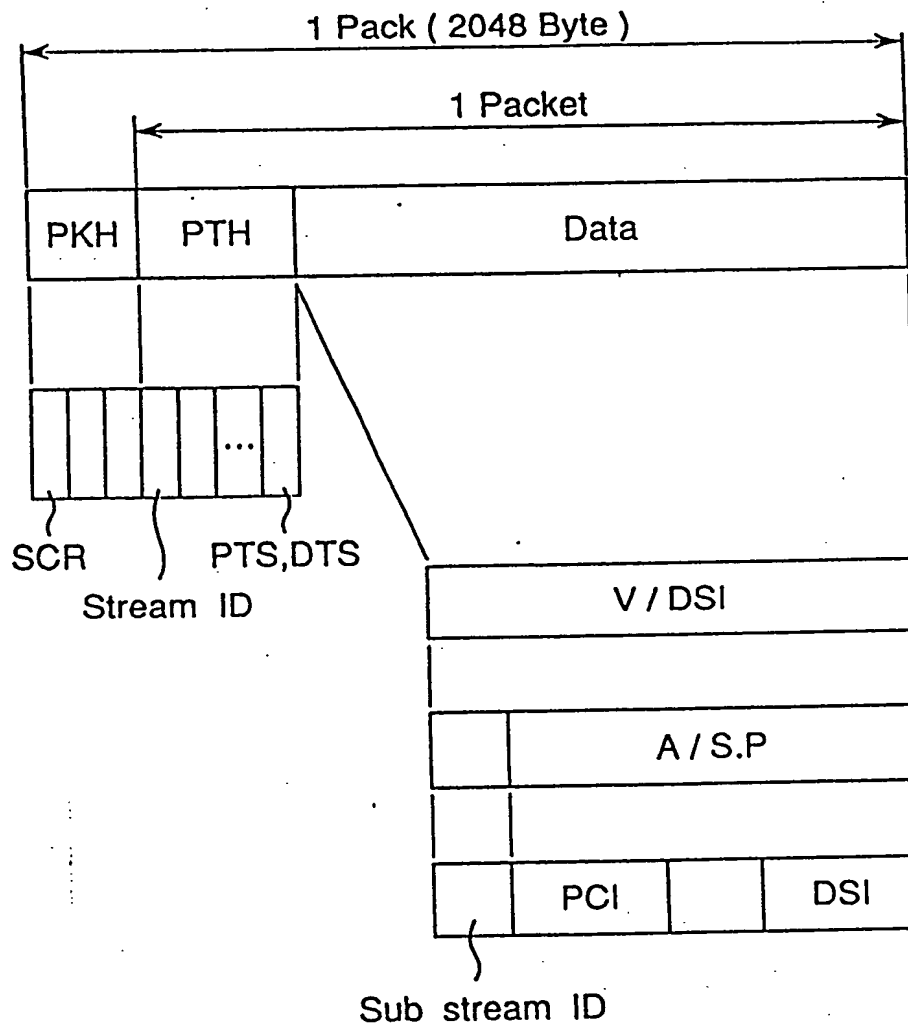 1 Pack ( 2048 Byte )
1 Packet
PKH PTH Data
...
SCR PTS,DTS
Stream ID
V / DSI
A / S.P
PCI DSI
Sub stream ID